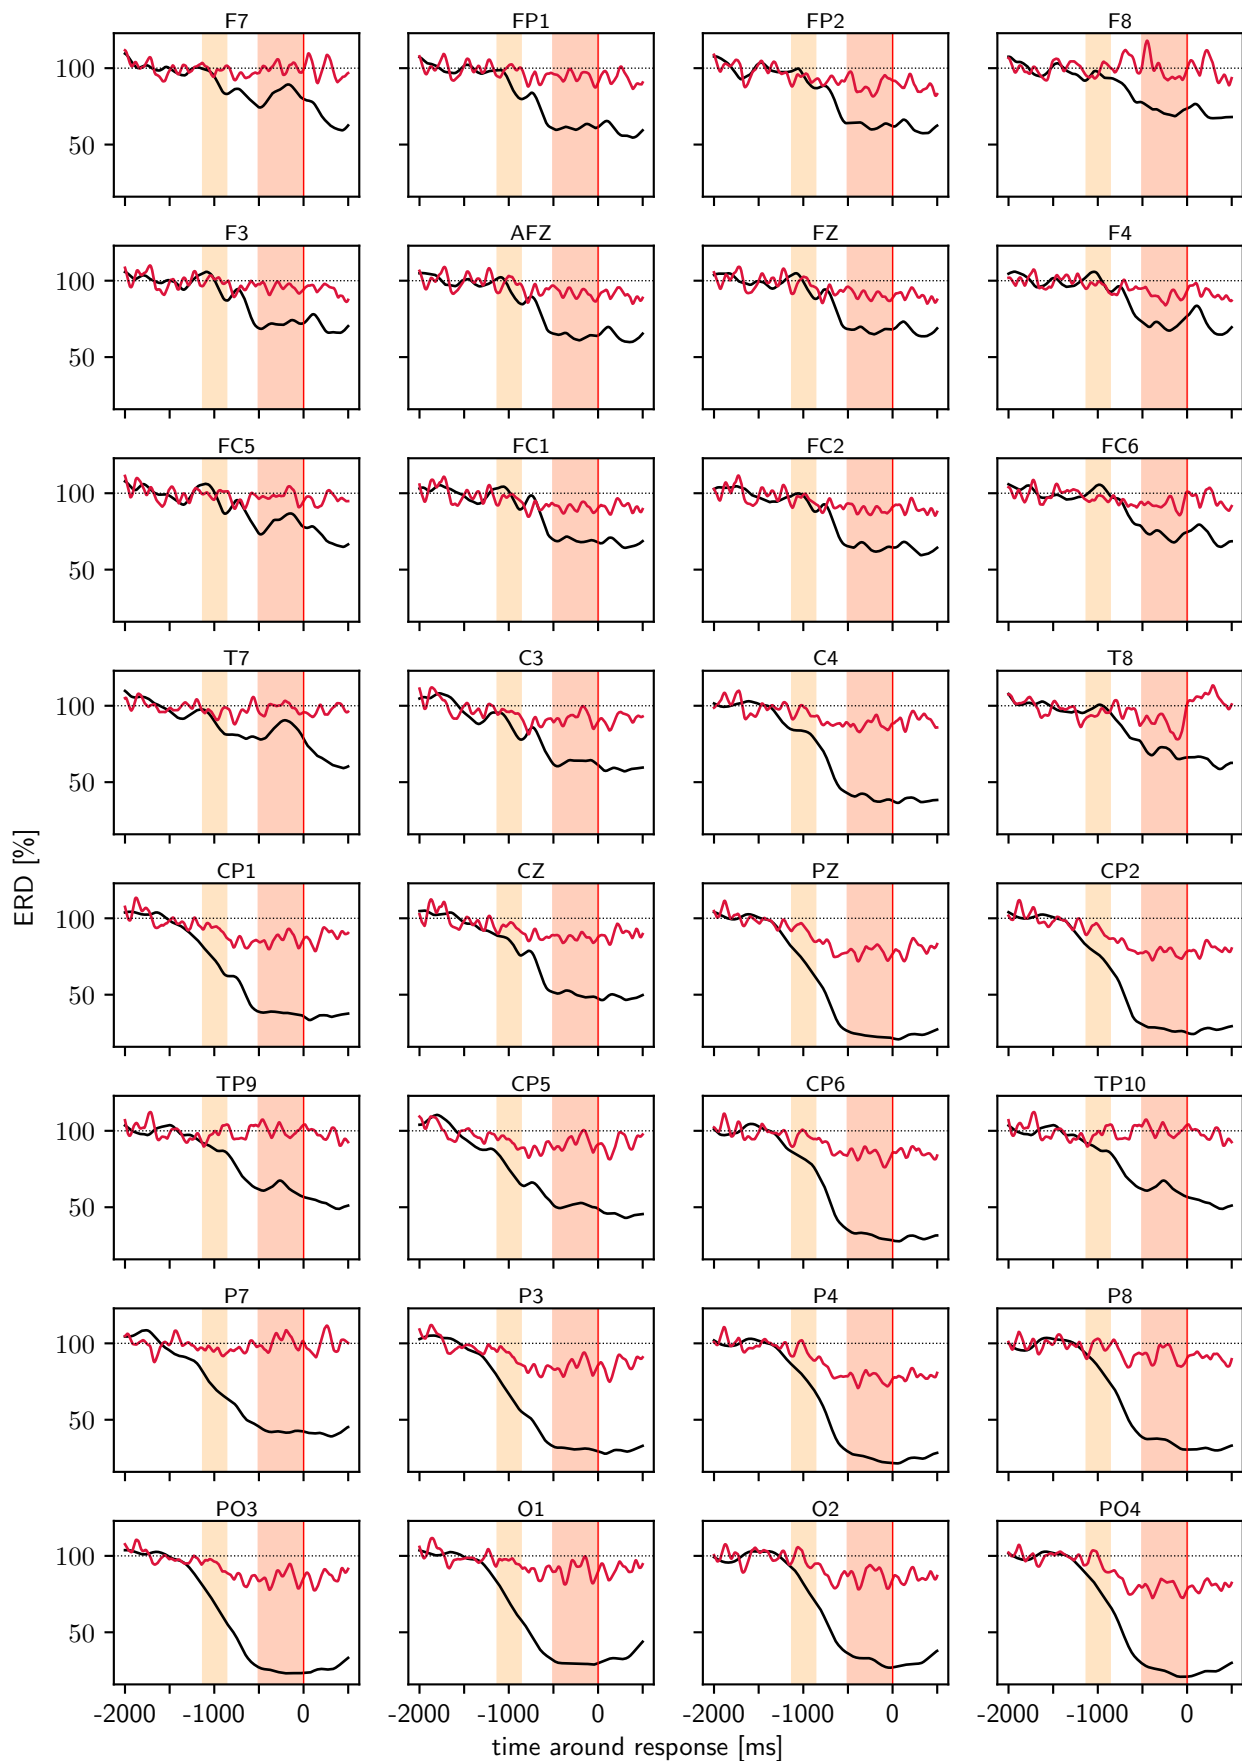 F7 FP1 FP2 F8
100
50
F3 AFZ FZ F4
100
50
FC5 FC1 FC2 FC6
100
50
T7 C3 C4 T8
100
50
CP1 CZ PZ CP2
100
50
ERD [%]
TP9 CP5 CP6 TP10
100
50
P7 P3 P4 P8
100
50
PO3 O1 O2 PO4
100
50
-2000 -1000 0 -2000 -1000 0 -2000 -1000 0 -2000 -1000 0
time around response [ms]